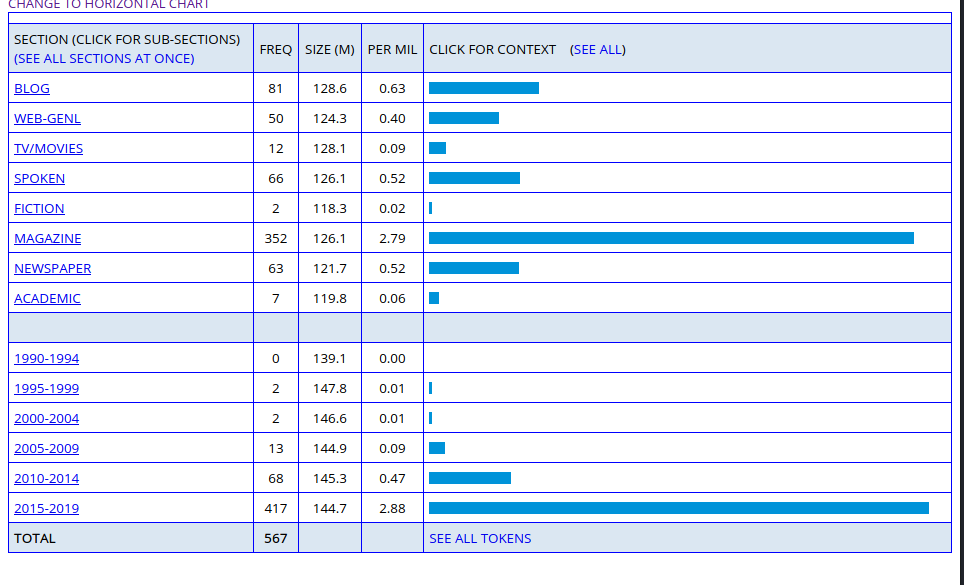 CHANGE TO HORIZONTAL CHART
SECTION (CLICK FOR SUB-SECTIONS)
(SEE ALL SECTIONS AT ONCE)
FREQ SIZE (M) PER MIL CLICK FOR CONTEXT (SEE ALL)
BLOG 81 128.6 0.63
WEB-GENL 50 124.3 0.40
TV/MOVIES 12 128.1 0.09
SPOKEN 66 126.1 0.52
FICTION 2 118.3 0.02
MAGAZINE 352 126.1 2.79
NEWSPAPER 63 121.7 0.52
ACADEMIC 7 119.8 0.06
1990-1994 0 139.1 0.00
1995-1999 2 147.8 0.01
2000-2004 2 146.6 0.01
2005-2009 13 144.9 0.09
2010-2014 68 145.3 0.47
2015-2019 417 144.7 2.88
TOTAL 567 SEE ALL TOKENS